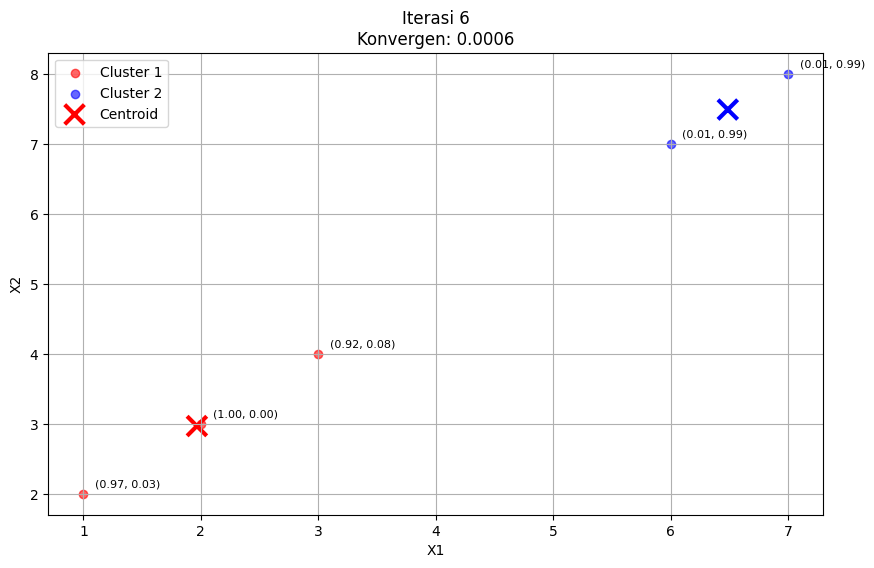 Iterasi 6
Konvergen: 0.0006
Cluster 1
Cluster 2
Centroid
(0.01, 0.99)
(0.01, 0.99)
(0.92, 0.08)
(1.00, 0.00)
(0.97, 0.03)
8
7
6
5
4
3
2
X2
1 2 3 4 5 6 7
X1